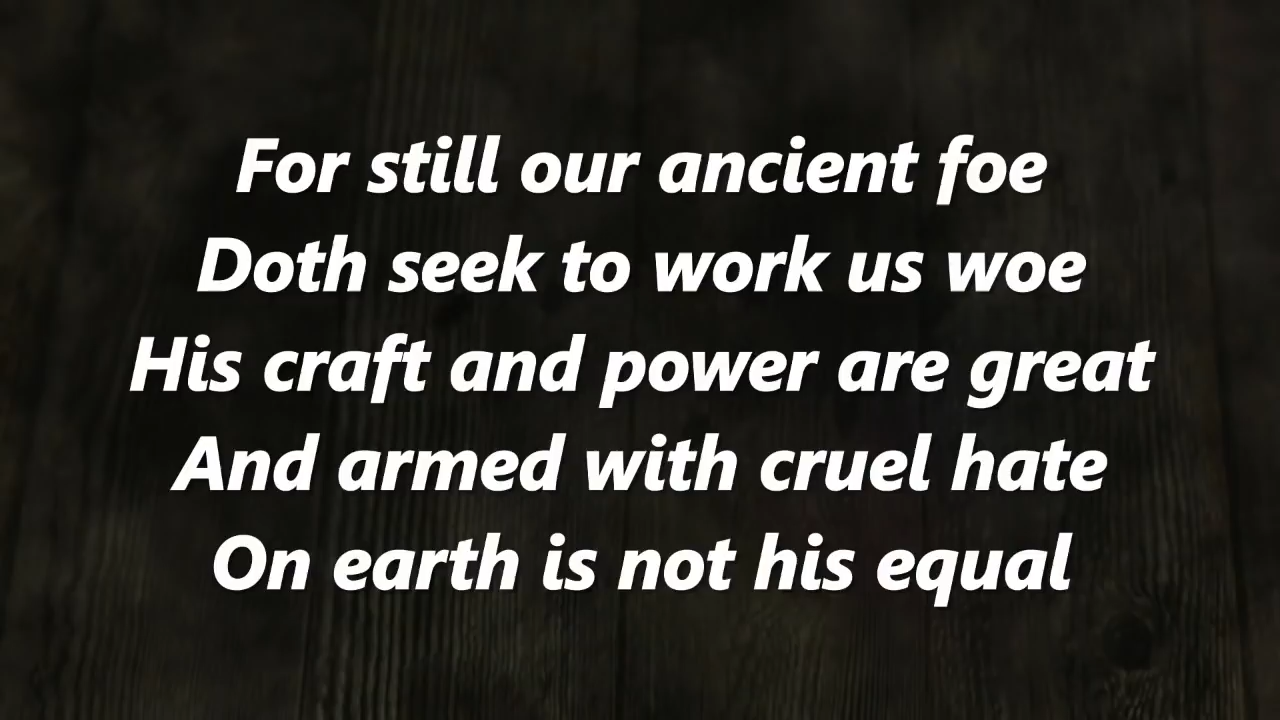 For still our ancient foe
Doth seek to work us woe
His craft and power are great
And armed with cruel hate
On earth is not his equal